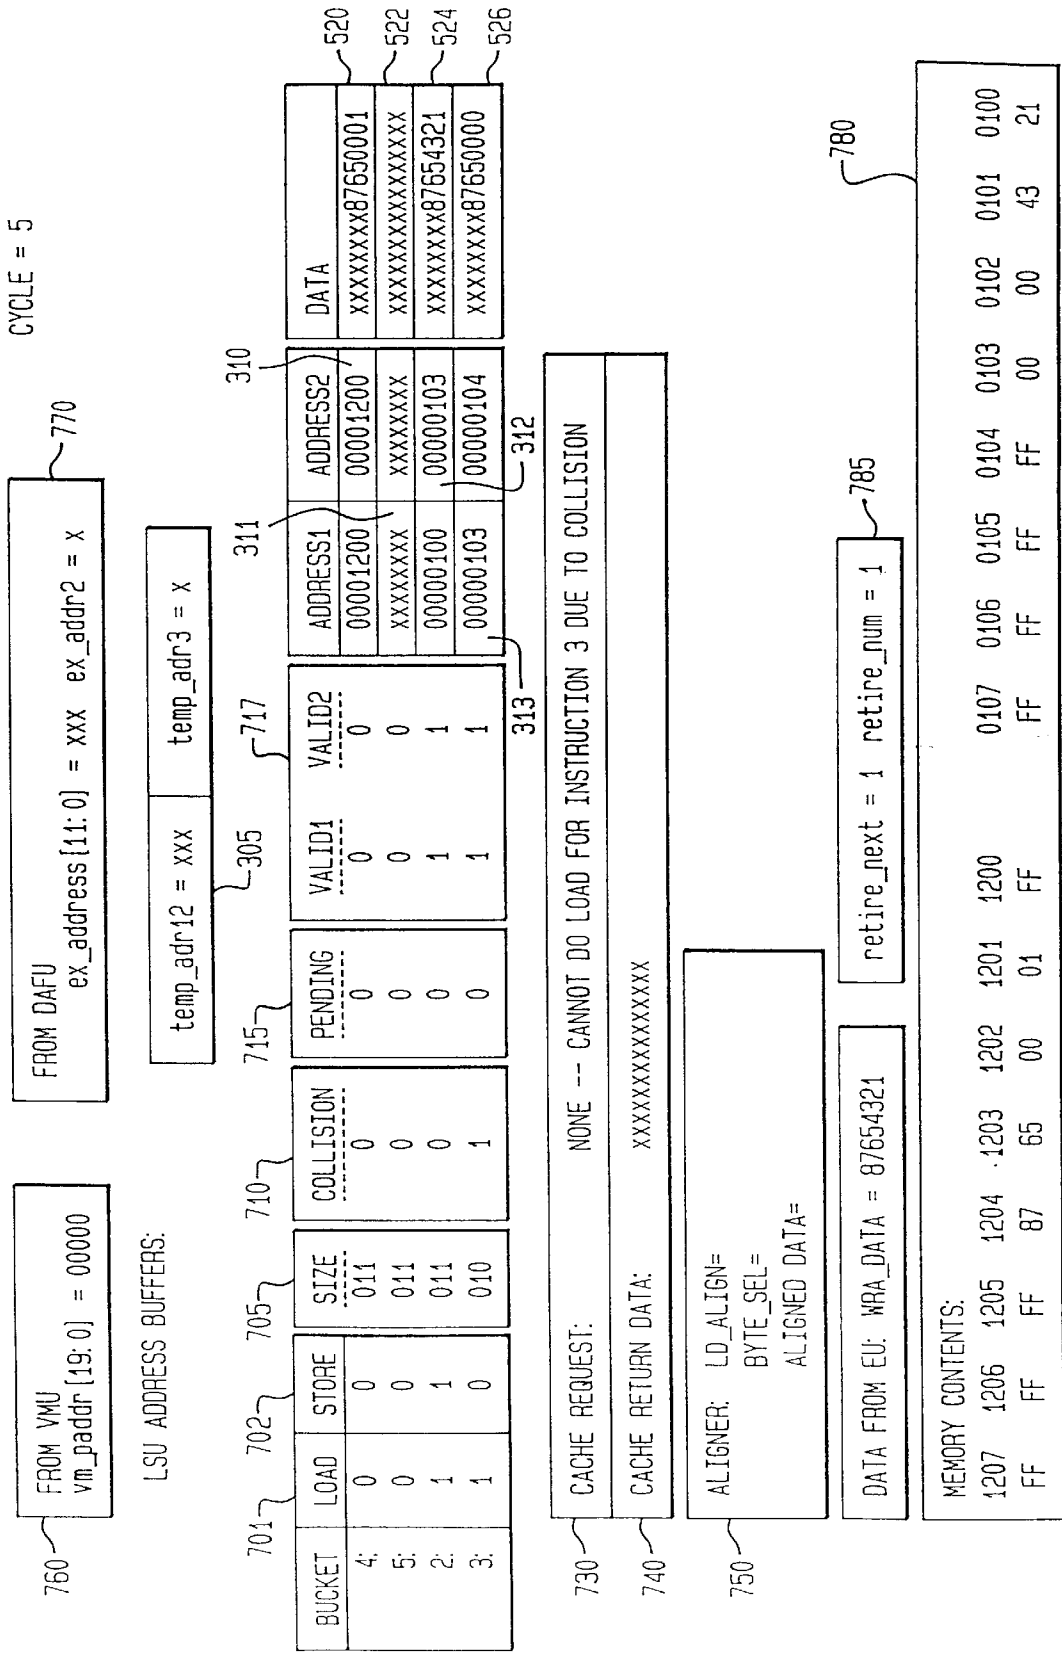 CYCLE = 5
FROM VMU
vm_paddr [19: 0] = 00000
760
FROM DAFU
ex_address [11: 0] = XXX ex_addr2 = X
770
LSU ADDRESS BUFFERS:
temp_adr12 = XXX temp_adr3 = X
305
701 702 705 710 715 717 311 310
BUCKET LOAD STORE SIZE COLLISION PENDING VALID1 VALID2 ADDRESS1 ADDRESS2 DATA
4: 0 0 011 0 0 0 0 00001200 00001200 XXXXXXXX87650001 520
5: 0 0 011 0 0 0 0 XXXXXXXX XXXXXXXX XXXXXXXXXXXXXXXX 522
2: 1 1 011 0 0 1 1 00000100 00000103 XXXXXXXX87654321 524
3: 1 0 010 1 0 1 1 00000103 00000104 XXXXXXXX87650000 526
313 312
730 CACHE REQUEST: NONE -- CANNOT DO LOAD FOR INSTRUCTION 3 DUE TO COLLISION
740 CACHE RETURN DATA: XXXXXXXXXXXXXXXX
750
ALIGNER: LD_ALIGN=
BYTE_SEL=
ALIGNED DATA=
DATA FROM EU: WRA_DATA = 87654321
retire_next = 1 retire_num = 1
785
780
MEMORY CONTENTS:
1207 1206 1205 1204 1203 1202 1201 1200 0107 0106 0105 0104 0103 0102 0101 0100
FF FF FF 87 65 00 01 FF FF FF FF FF 00 00 43 21